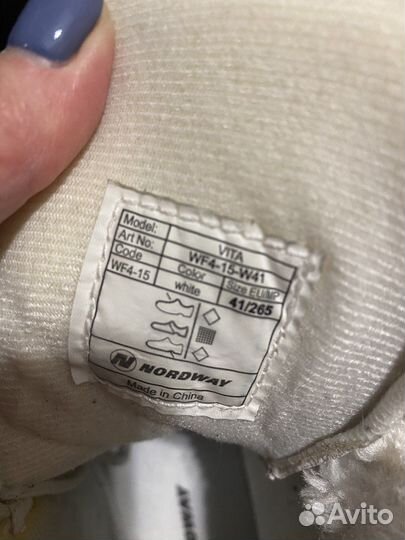 Model: VITA
Art No: WF4-15-W41
Code Color Size EU/MP
WF4-15 white 41/265
NORDWAY
Made in China
Avito